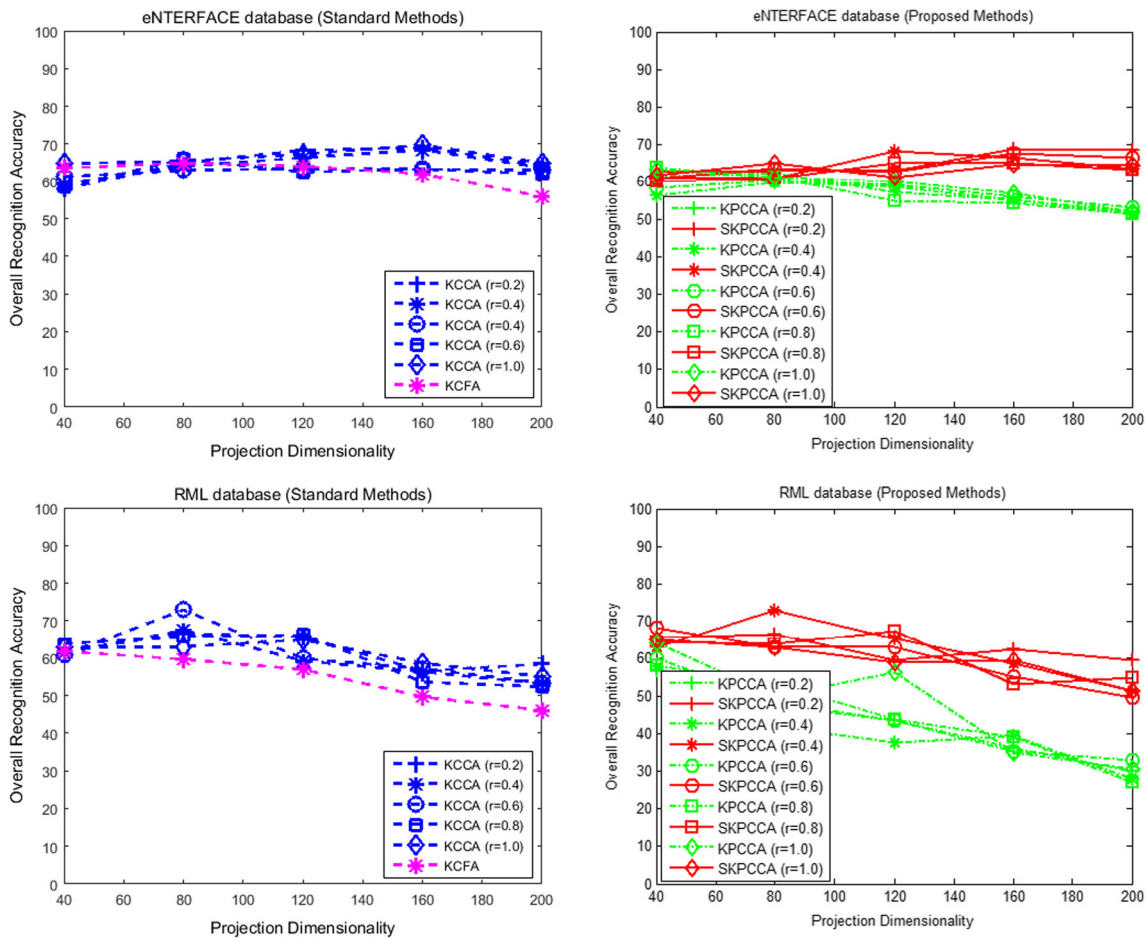 eNTERFACE database (Standard Methods)
100
90
80
70
60
50
40
30
20
10
0
Overall Recognition Accuracy
KCCA (r=0.2)
KCCA (r=0.4)
KCCA (r=0.4)
KCCA (r=0.6)
KCCA (r=1.0)
KCFA
40 60 80 100 120 140 160 180 200
Projection Dimensionality
eNTERFACE database (Proposed Methods)
100
90
80
70
60
50
40
30
20
10
0
Overall Recognition Accuracy
KPCCA (r=0.2)
SKPCCA (r=0.2)
KPCCA (r=0.4)
SKPCCA (r=0.4)
KPCCA (r=0.6)
SKPCCA (r=0.6)
KPCCA (r=0.8)
SKPCCA (r=0.8)
KPCCA (r=1.0)
SKPCCA (r=1.0)
40 60 80 100 120 140 160 180 200
Projection Dimensionality
RML database (Standard Methods)
100
90
80
70
60
50
40
30
20
10
0
Overall Recognition Accuracy
KCCA (r=0.2)
KCCA (r=0.4)
KCCA (r=0.6)
KCCA (r=0.8)
KCCA (r=1.0)
KCFA
40 60 80 100 120 140 160 180 200
Projection Dimensionality
RML database (Proposed Methods)
100
90
80
70
60
50
40
30
20
10
0
Overall Recognition Accuracy
KPCCA (r=0.2)
SKPCCA (r=0.2)
KPCCA (r=0.4)
SKPCCA (r=0.4)
KPCCA (r=0.6)
SKPCCA (r=0.6)
KPCCA (r=0.8)
SKPCCA (r=0.8)
KPCCA (r=1.0)
SKPCCA (r=1.0)
40 60 80 100 120 140 160 180 200
Projection Dimensionality